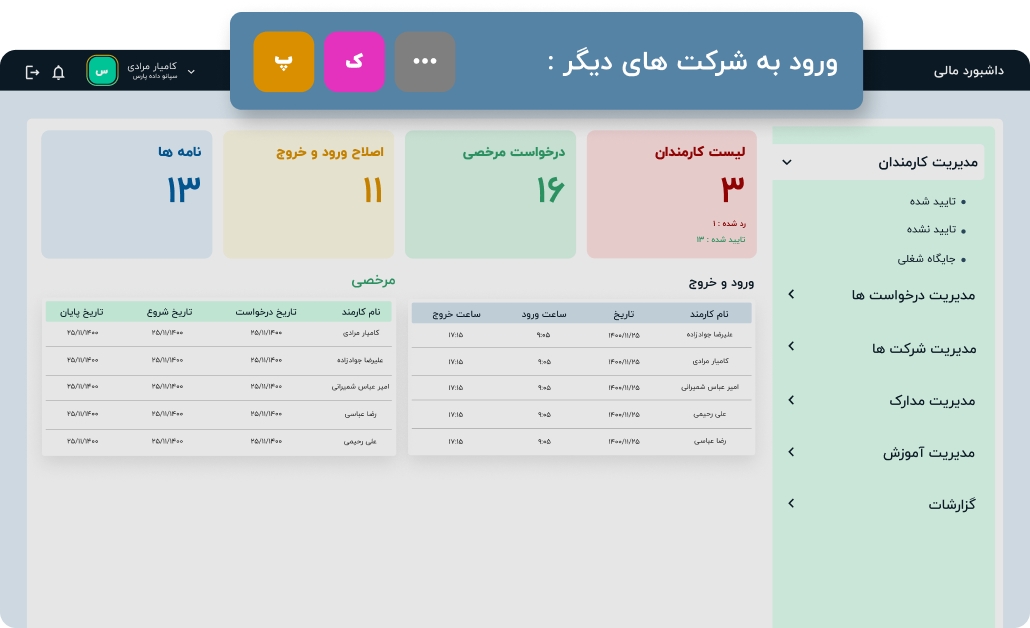 ورود به شرکت های دیگر :
...
ک
پ
داشبورد مالی
کامیار مرادی
سپانو داده پارس
س
مدیریت کارمندان
تایید شده
تایید نشده
جایگاه شغلی
مدیریت درخواست ها
مدیریت شرکت ها
مدیریت مدارک
مدیریت آموزش
گزارشات
لیست کارمندان
۳
رد شده : ۱
تایید شده : ۱۳
درخواست مرخصی
۱۶
اصلاح ورود و خروج
۱۱
نامه ها
۱۳
ورود و خروج
نام کارمند تاریخ ساعت ورود ساعت خروج
علیرضا جوادزاده ۱۴۰۰/۱۱/۲۵ ۹:۰۵ ۱۷:۱۵
کامیار مرادی ۱۴۰۰/۱۱/۲۵ ۹:۰۵ ۱۷:۱۵
امیر عباس شمیرانی ۱۴۰۰/۱۱/۲۵ ۹:۰۵ ۱۷:۱۵
علی رحیمی ۱۴۰۰/۱۱/۲۵ ۹:۰۵ ۱۷:۱۵
رضا عباسی ۱۴۰۰/۱۱/۲۵ ۹:۰۵ ۱۷:۱۵
مرخصی
نام کارمند تاریخ درخواست تاریخ شروع تاریخ پایان
کامیار مرادی ۲۵/۱۱/۱۴۰۰ ۲۵/۱۱/۱۴۰۰ ۲۵/۱۱/۱۴۰۰
علیرضا جوادزاده ۲۵/۱۱/۱۴۰۰ ۲۵/۱۱/۱۴۰۰ ۲۵/۱۱/۱۴۰۰
امیر عباس شمیرانی ۲۵/۱۱/۱۴۰۰ ۲۵/۱۱/۱۴۰۰ ۲۵/۱۱/۱۴۰۰
رضا عباسی ۲۵/۱۱/۱۴۰۰ ۲۵/۱۱/۱۴۰۰ ۲۵/۱۱/۱۴۰۰
علی رحیمی ۲۵/۱۱/۱۴۰۰ ۲۵/۱۱/۱۴۰۰ ۲۵/۱۱/۱۴۰۰